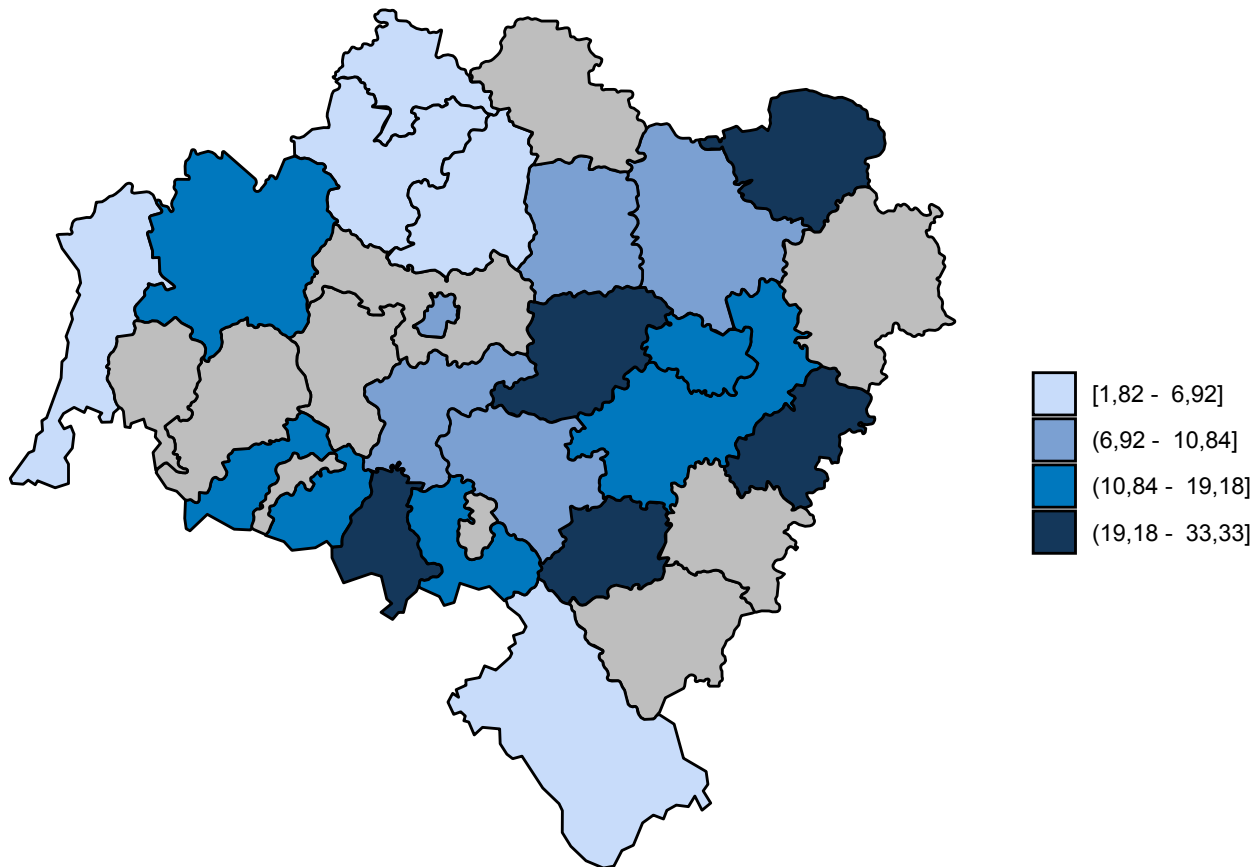 [1,82 - 6,92]
(6,92 - 10,84]
(10,84 - 19,18]
(19,18 - 33,33]